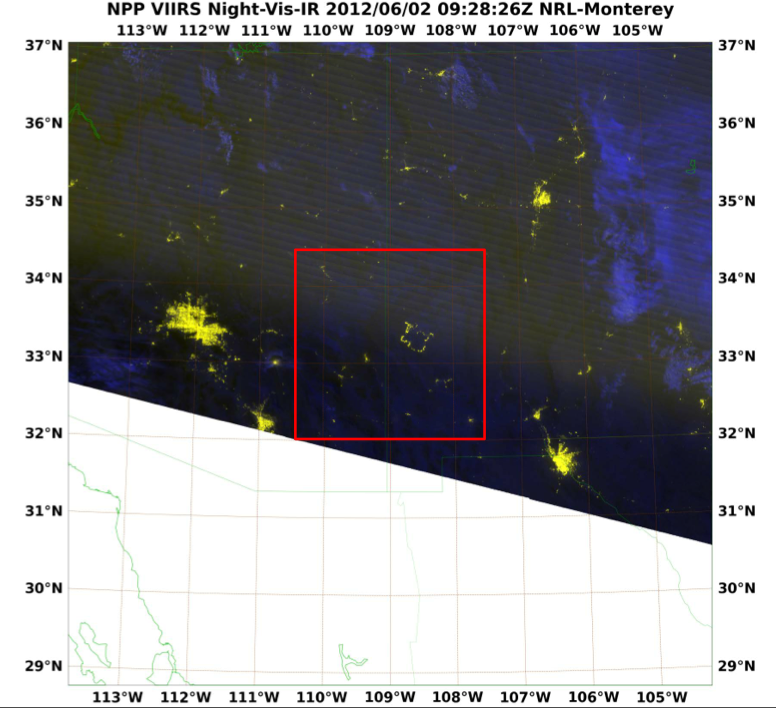 NPP VIIRS Night-Vis-IR 2012/06/02 09:28:26Z NRL-Monterey
113°W 112°W 111°W 110°W 109°W 108°W 107°W 106°W 105°W
37°N 37°N
36°N 36°N
35°N 35°N
34°N 34°N
33°N 33°N
32°N 32°N
31°N 31°N
30°N 30°N
29°N 29°N
113°W 112°W 111°W 110°W 109°W 108°W 107°W 106°W 105°W